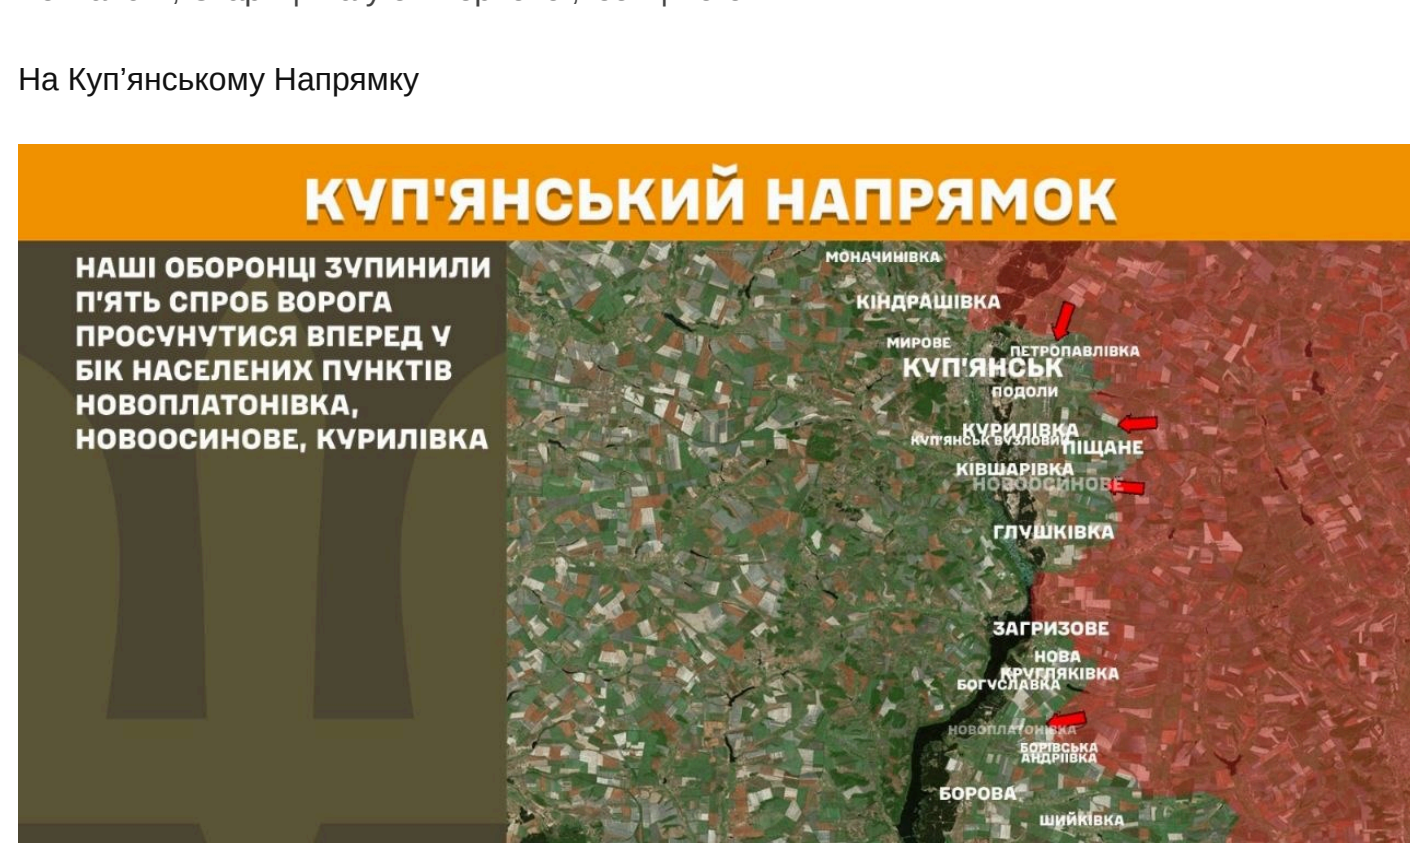 На Куп’янському Напрямку
КУП'ЯНСЬКИЙ НАПРЯМОК
НАШІ ОБОРОНЦІ ЗУПИНИЛИ
П'ЯТЬ СПРОБ ВОРОГА
ПРОСУНУТИСЯ ВПЕРЕД У
БІК НАСЕЛЕНИХ ПУНКТІВ
НОВОПЛАТОНІВКА,
НОВООСИНОВЕ, КУРИЛІВКА
МОНАЧИНІВКА
КІНДРАШІВКА
МИРОВЕ
ПЕТРОПАВЛІВКА
КУП'ЯНСЬК
ПОДОЛИ
КУРИЛІВКА
КУП'ЯНСЬК ВУЗЛОВИЙ
ПІЩАНЕ
КІВШАРІВКА
НОВООСИНОВЕ
ГЛУШКІВКА
ЗАГРИЗОВЕ
НОВА
КРУГЛЯКІВКА
БОГУСЛАВКА
НОВОПЛАТОНІВКА
БОРІВСЬКА
АНДРІІВКА
БОРОВА
ШИЙКІВКА